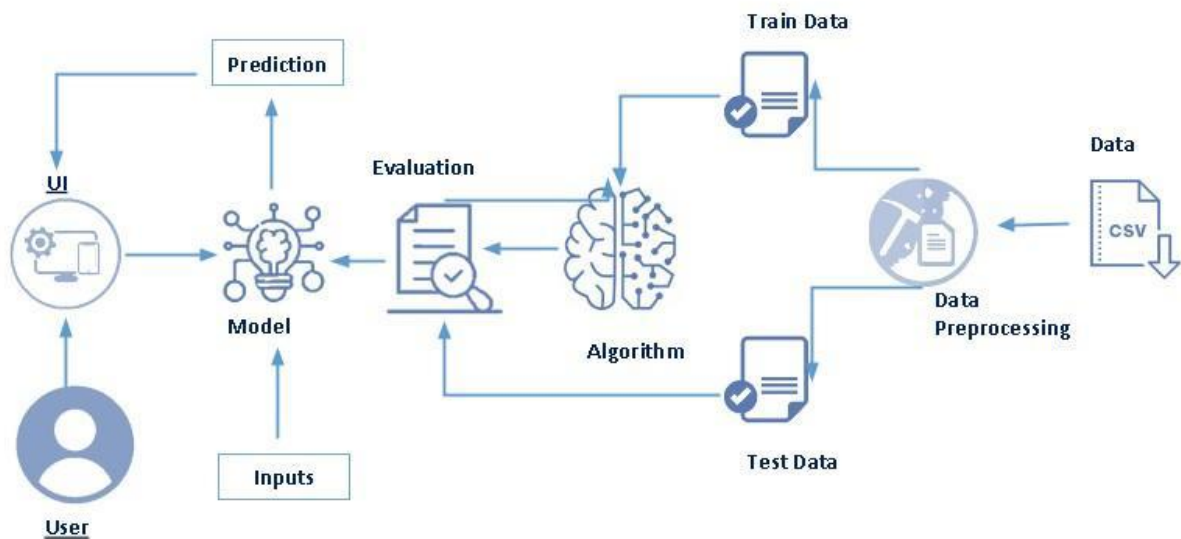 Train Data
Prediction
Data
Evaluation
UI
CSV
Data
Preprocessing
Model
Algorithm
Test Data
Inputs
User